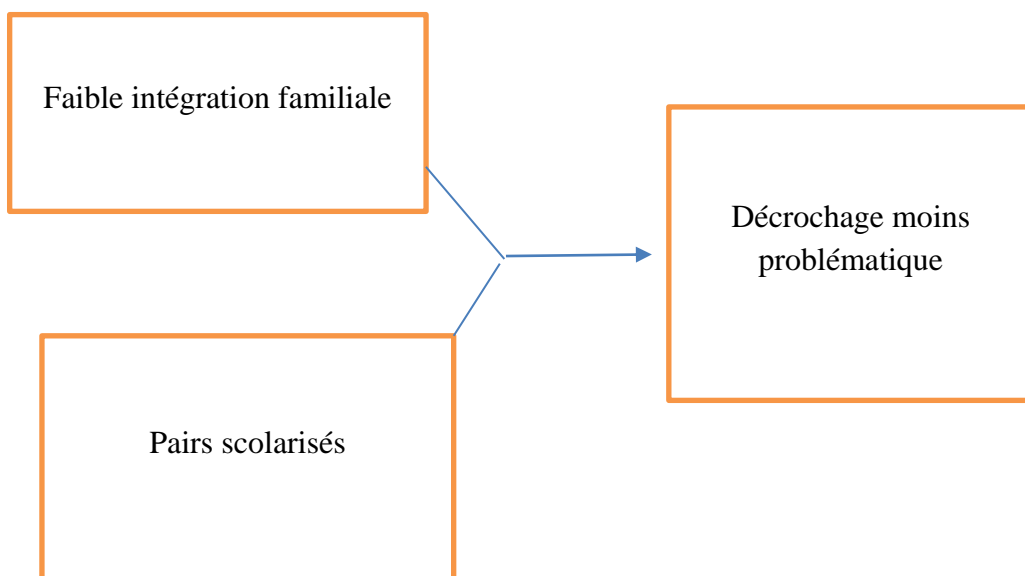 Faible intégration familiale
Décrochage moins
problématique
Pairs scolarisés